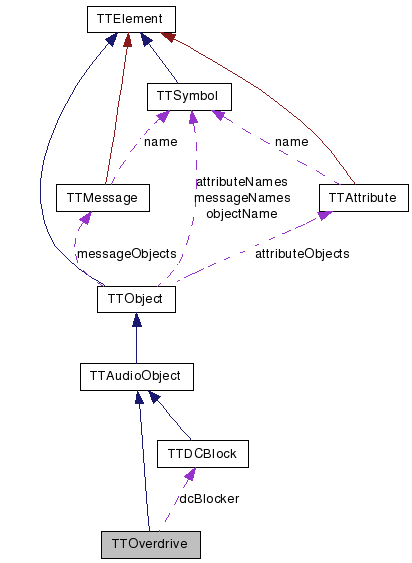 TTElement
TTSymbol
name
name
attributeNames
messageNames
objectName
TTMessage
TTAttribute
messageObjects
attributeObjects
TTObject
TTAudioObject
TTDCBlock
dcBlocker
TTOverdrive